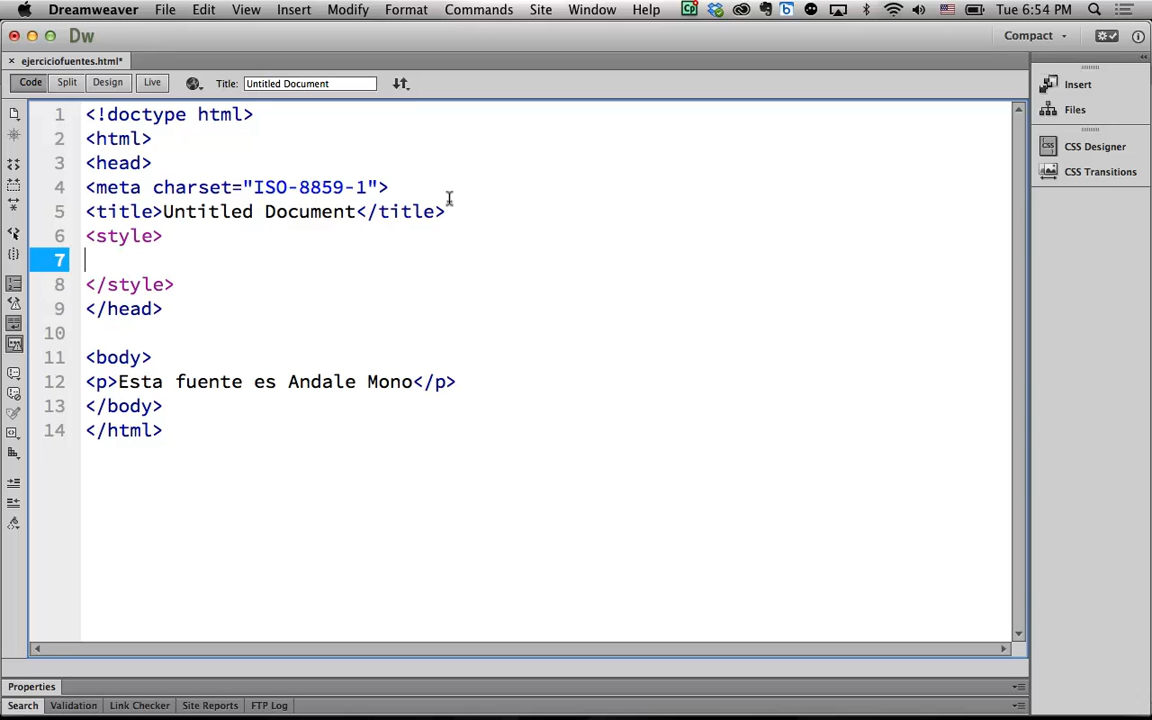 Dreamweaver File Edit View Insert Modify Format Commands Site Window Help Tue 6:54 PM
Dw Compact
ejerciciofuentes.html*
Code Split Design Live Title: Untitled Document
Insert
Files
CSS Designer
CSS Transitions
1 <!doctype html>
2 <html>
3 <head>
4 <meta charset="ISO-8859-1">
5 <title>Untitled Document</title>
6 <style>
7
8 </style>
9 </head>
10
11 <body>
12 <p>Esta fuente es Andale Mono</p>
13 </body>
14 </html>
Properties
Search Validation Link Checker Site Reports FTP Log